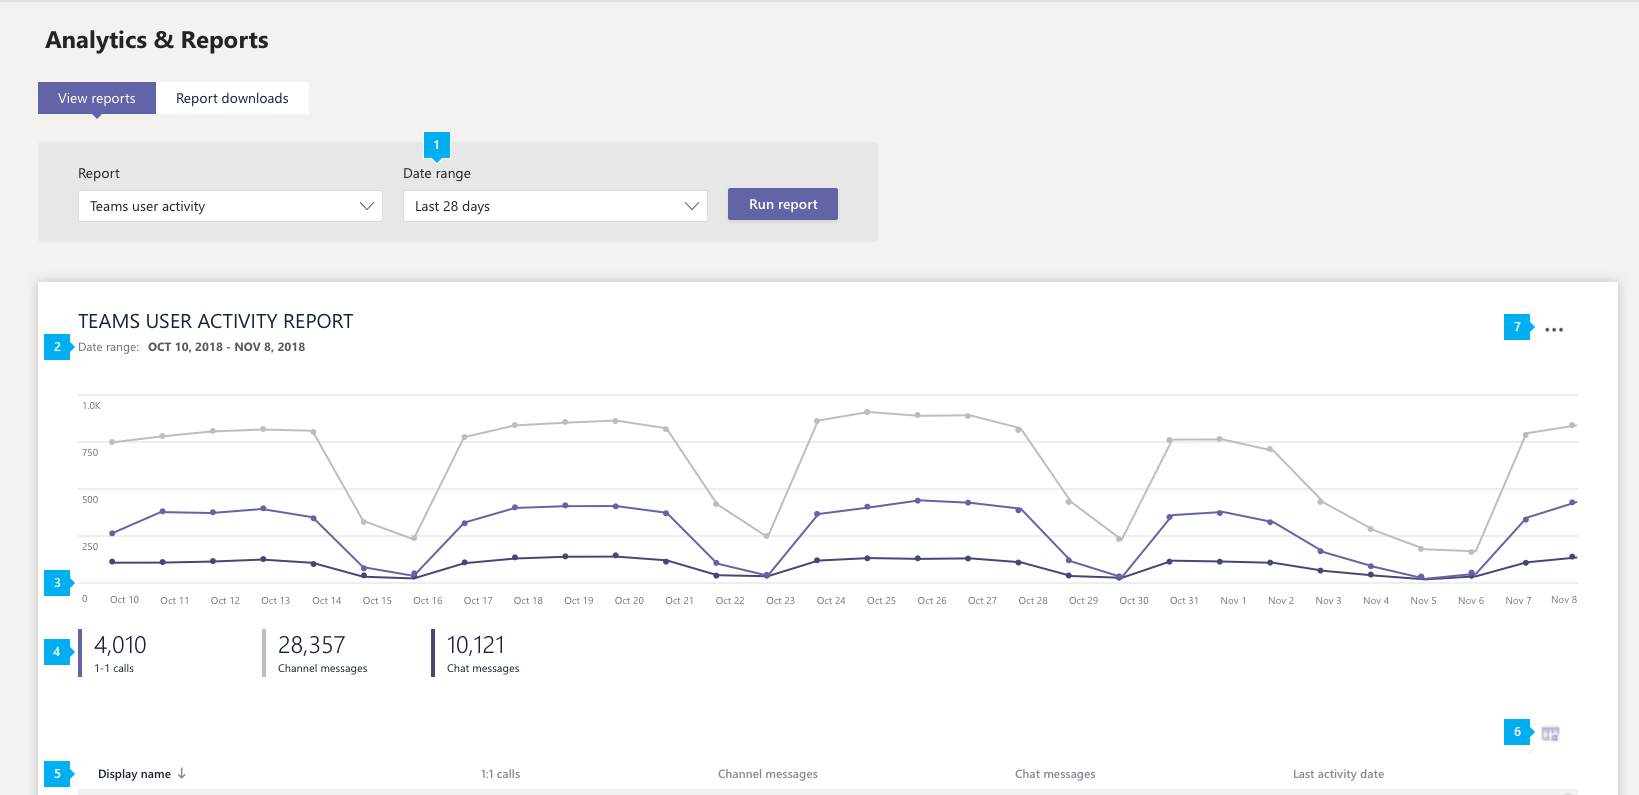 Analytics & Reports
View reports Report downloads
1
Report Date range
Teams user activity Last 28 days Run report
TEAMS USER ACTIVITY REPORT
7
2 Date range: OCT 10, 2018 - NOV 8, 2018
1.0K
750
500
250
3
0 Oct 10 Oct 11 Oct 12 Oct 13 Oct 14 Oct 15 Oct 16 Oct 17 Oct 18 Oct 19 Oct 20 Oct 21 Oct 22 Oct 23 Oct 24 Oct 25 Oct 26 Oct 27 Oct 28 Oct 29 Oct 30 Oct 31 Nov 1 Nov 2 Nov 3 Nov 4 Nov 5 Nov 6 Nov 7 Nov 8
4 4,010 28,357 10,121
1-1 calls Channel messages Chat messages
6
5 Display name ↓ 1:1 calls Channel messages Chat messages Last activity date